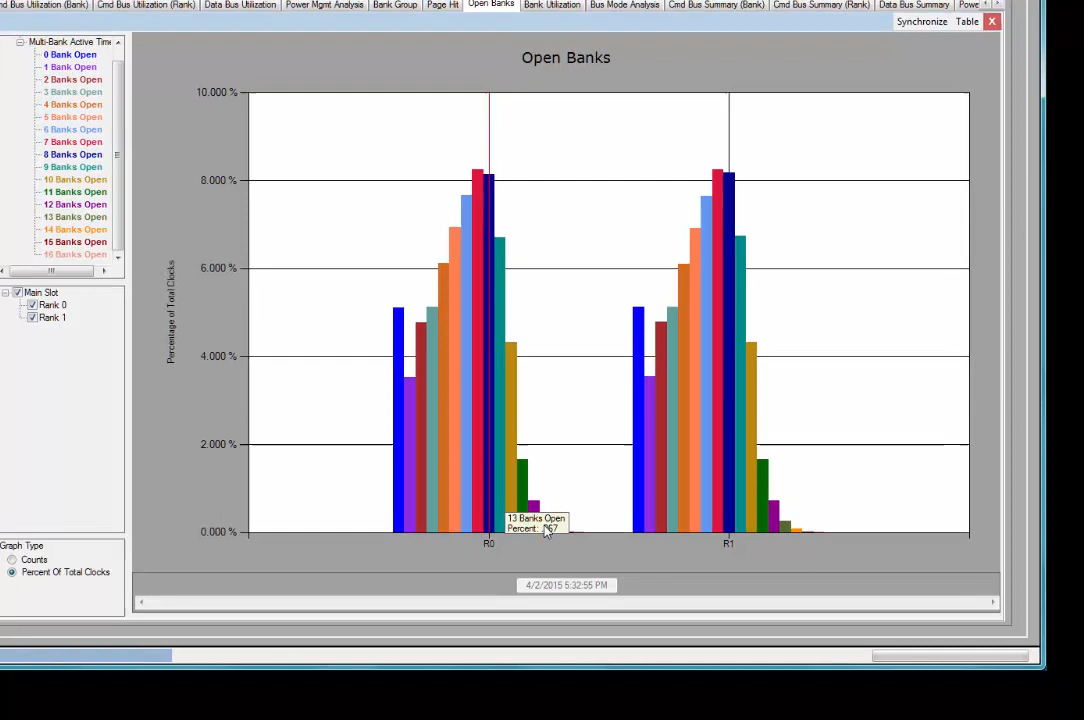 Cmd Bus Utilization (Rank) Data Bus Utilization Power Mgmt Analysis Bank Group Page Hit Open Banks Bank Utilization Bus Mode Analysis Cmd Bus Summary (Bank) Cmd Bus Summary (Rank) Data Bus Summary
Synchronize Table X
Multi-Bank Active
0 Bank Open
1 Bank Open
2 Banks Open
3 Banks Open
4 Banks Open
5 Banks Open
6 Banks Open
7 Banks Open
8 Banks Open
9 Banks Open
10 Banks Open
11 Banks Open
12 Banks Open
13 Banks Open
14 Banks Open
15 Banks Open
16 Banks Open
Main Slot
Rank 0
Rank 1
Graph Type
Counts
Percent Of Total Clocks
Open Banks
Percentage of Total Clocks
10.000 %
8.000 %
6.000 %
4.000 %
2.000 %
0.000 %
13 Banks Open
Percent:
R0 R1
4/2/2015 5:32:55 PM